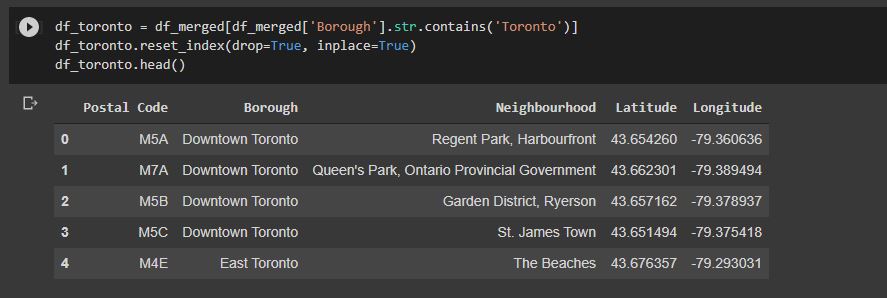 df_toronto = df_merged[df_merged['Borough'].str.contains('Toronto')]
df_toronto.reset_index(drop=True, inplace=True)
df_toronto.head()
Postal Code Borough Neighbourhood Latitude Longitude
0 M5A Downtown Toronto Regent Park, Harbourfront 43.654260 -79.360636
1 M7A Downtown Toronto Queen's Park, Ontario Provincial Government 43.662301 -79.389494
2 M5B Downtown Toronto Garden District, Ryerson 43.657162 -79.378937
3 M5C Downtown Toronto St. James Town 43.651494 -79.375418
4 M4E East Toronto The Beaches 43.676357 -79.293031